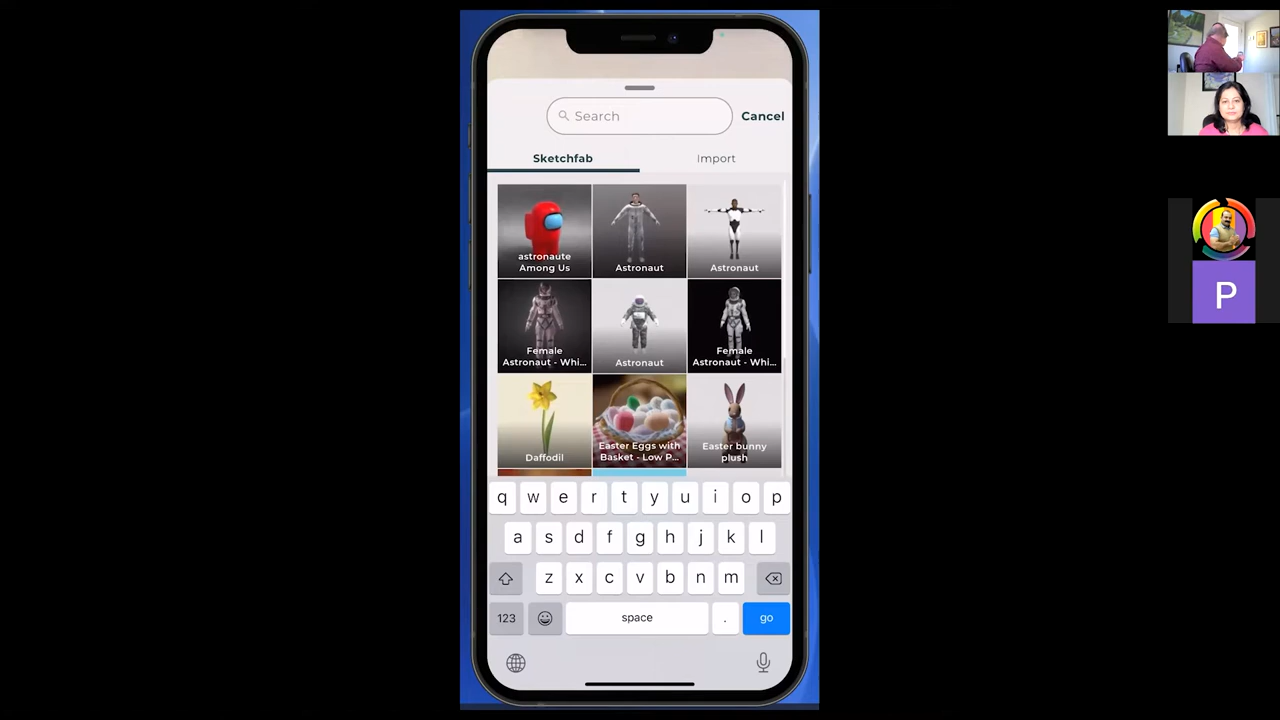 Search
Cancel
Sketchfab
Import
astronaute
Among Us
Astronaut
Astronaut
Female
Astronaut - Whi...
Astronaut
Female
Astronaut - Whi...
Daffodil
Easter Eggs with
Basket - Low P...
Easter bunny
plush
q w e r t y u i o p
a s d f g h j k l
z x c v b n m
123
space
.
go
P